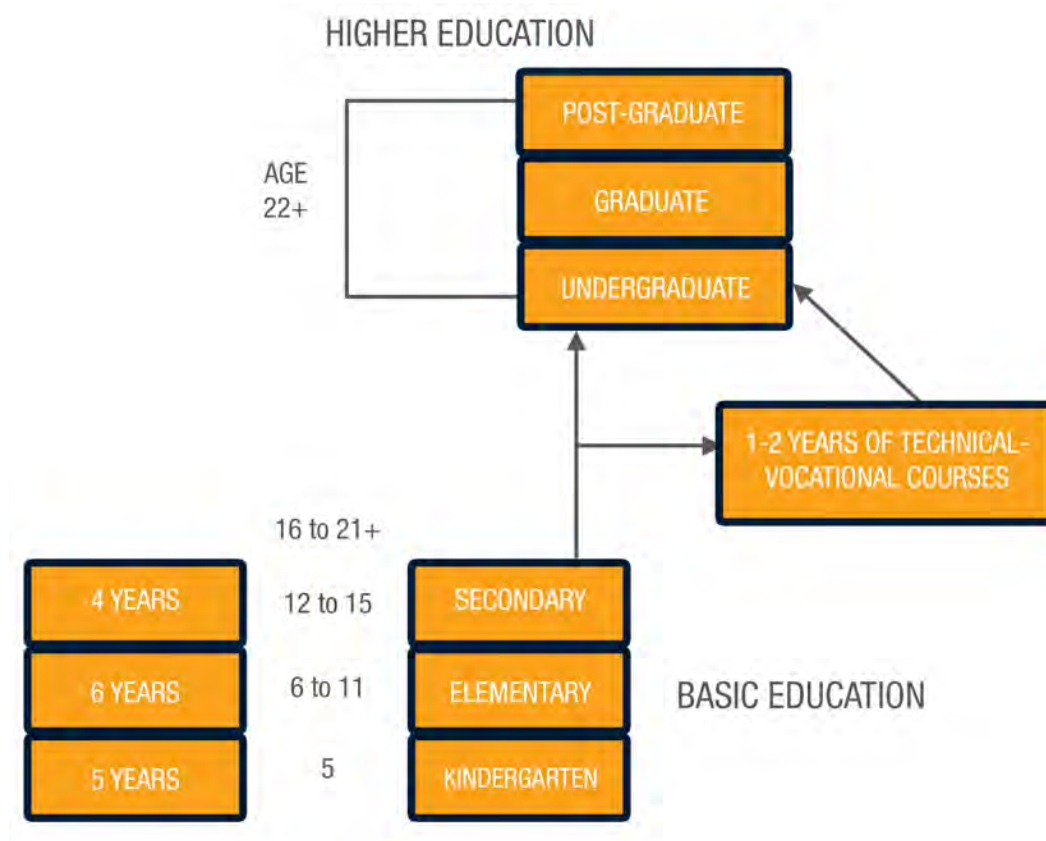 HIGHER EDUCATION
POST-GRADUATE
AGE
22+
GRADUATE
UNDERGRADUATE
1-2 YEARS OF TECHNICAL-
VOCATIONAL COURSES
16 to 21+
4 YEARS
12 to 15
SECONDARY
6 YEARS
6 to 11
ELEMENTARY
BASIC EDUCATION
5 YEARS
5
KINDERGARTEN